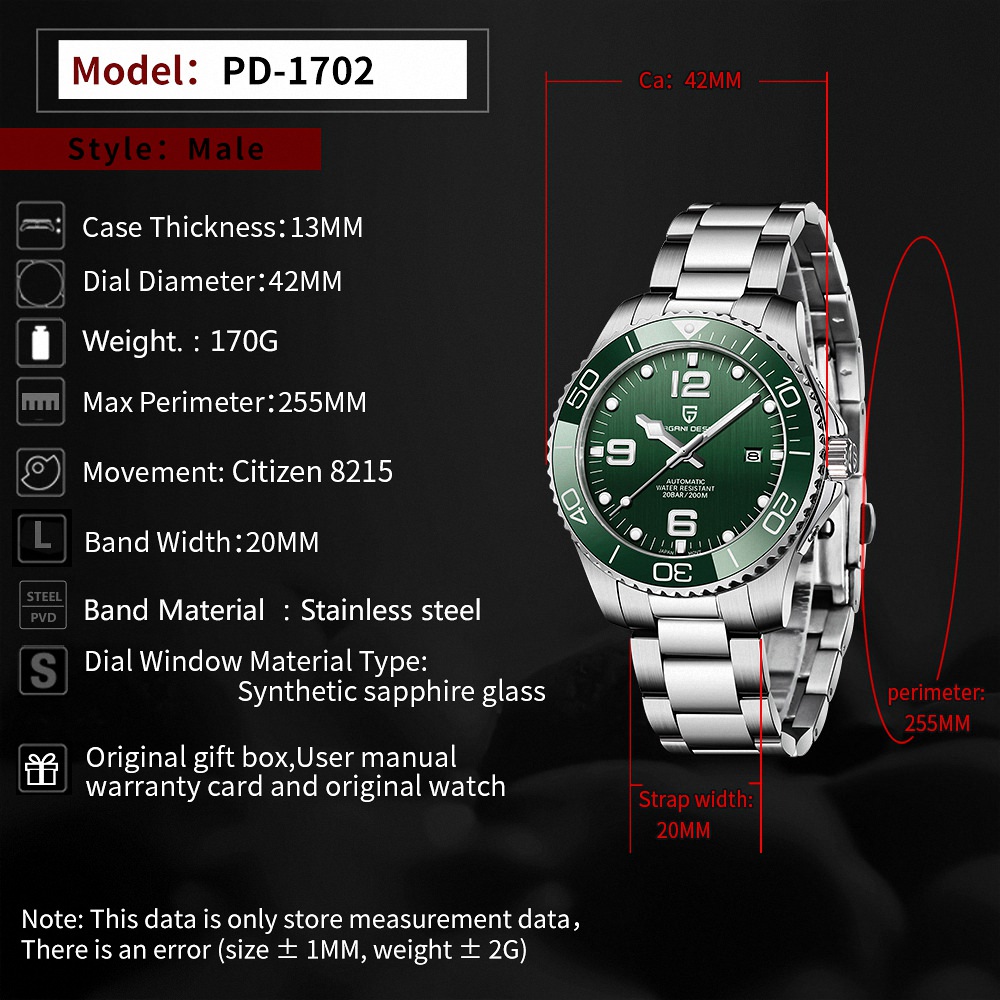 Model: PD-1702
Style: Male
Case Thickness:13MM
Dial Diameter:42MM
Weight. : 170G
Max Perimeter:255MM
Movement: Citizen 8215
L
Band Width:20MM
STEEL
PVD
Band Material : Stainless steel
S
Dial Window Material Type:
Synthetic sapphire glass
Original gift box,User manual
warranty card and original watch
Note: This data is only store measurement data,
There is an error (size ± 1MM, weight ± 2G)
Ca: 42MM
50
10
12
9
8
AUTOMATIC
WATER RESISTANT
20BAR/200M
6
40
20
30
JAPAN
perimeter:
255MM
Strap width:
20MM